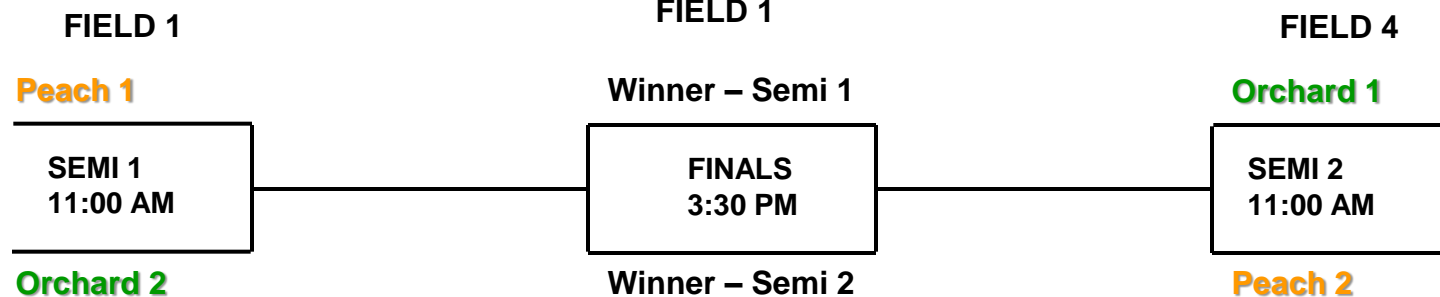 FIELD 1
Peach 1
SEMI 1
11:00 AM
Orchard 2
FIELD 1
Winner – Semi 1
FINALS
3:30 PM
Winner – Semi 2
FIELD 4
Orchard 1
SEMI 2
11:00 AM
Peach 2